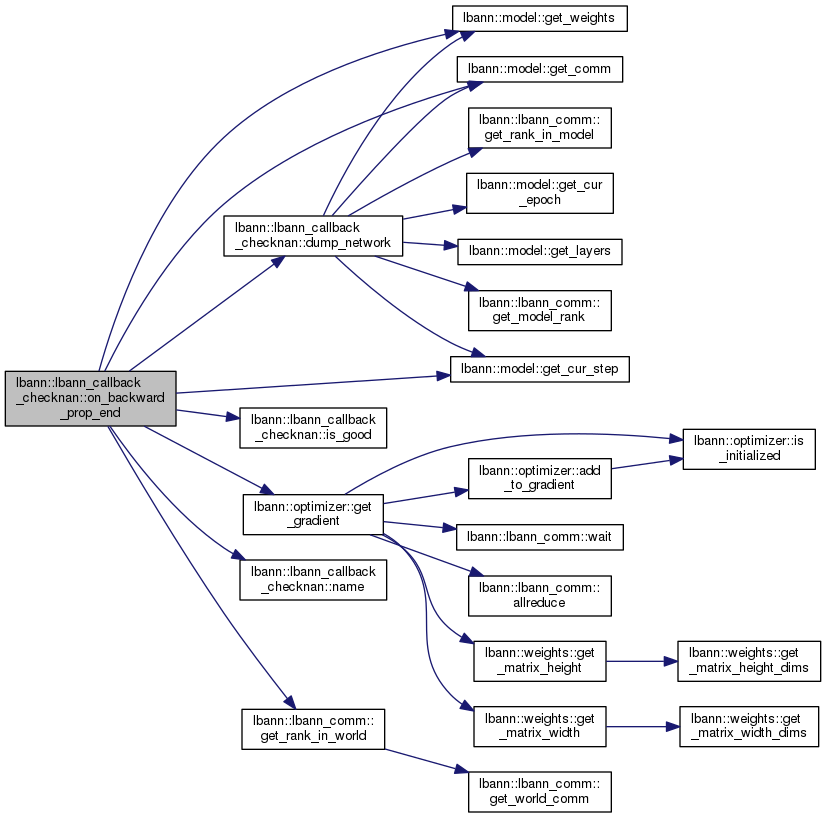 lbann::model::get_weights
lbann::model::get_comm
lbann::lbann_comm::
get_rank_in_model
lbann::model::get_cur
_epoch
lbann::lbann_callback
_checknan::dump_network
lbann::model::get_layers
lbann::lbann_comm::
get_model_rank
lbann::model::get_cur_step
lbann::lbann_callback
_checknan::on_backward
_prop_end
lbann::lbann_callback
_checknan::is_good
lbann::optimizer::is
_initialized
lbann::optimizer::add
_to_gradient
lbann::optimizer::get
_gradient
lbann::lbann_comm::wait
lbann::lbann_callback
_checknan::name
lbann::lbann_comm::
allreduce
lbann::weights::get
_matrix_height
lbann::weights::get
_matrix_height_dims
lbann::lbann_comm::
get_rank_in_world
lbann::weights::get
_matrix_width
lbann::weights::get
_matrix_width_dims
lbann::lbann_comm::
get_world_comm